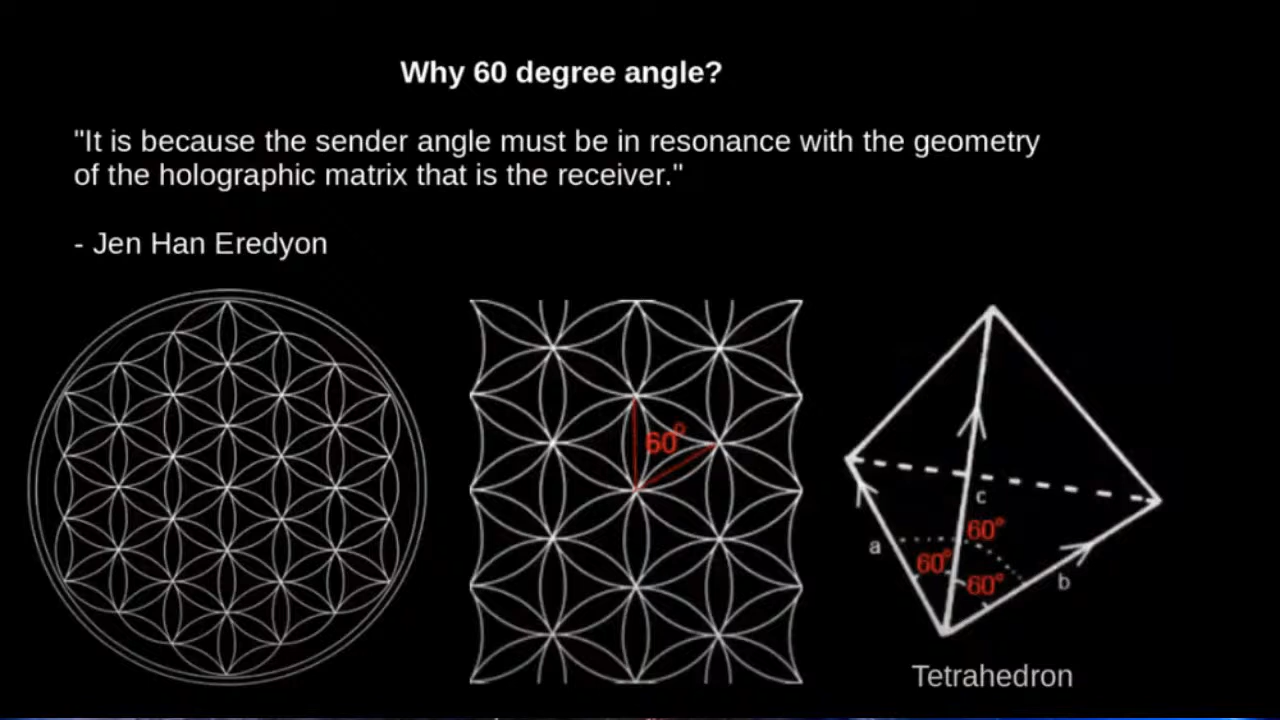 Why 60 degree angle?
"It is because the sender angle must be in resonance with the geometry
of the holographic matrix that is the receiver."
- Jen Han Eredyon
60°
c
60°
a
60°
60°
b
Tetrahedron